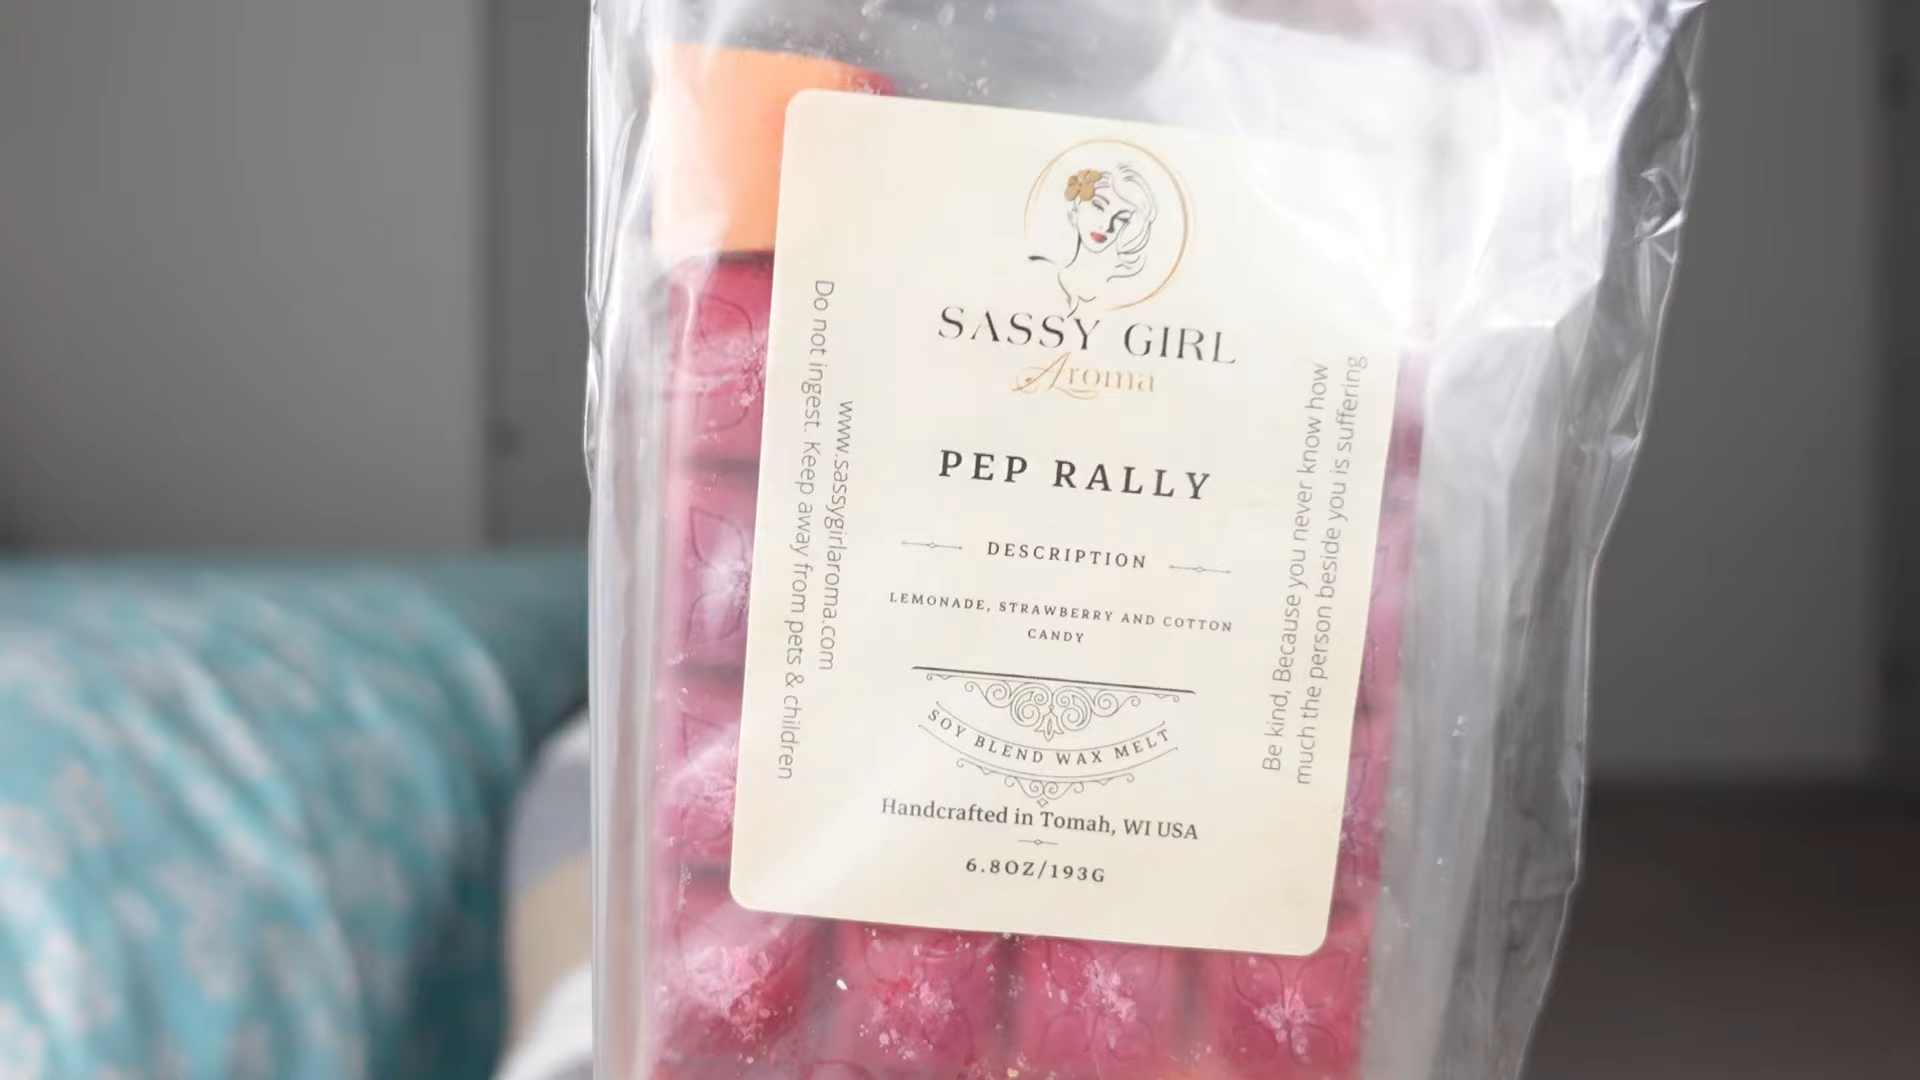 SASSY GIRL
Aroma
PEP RALLY
DESCRIPTION
LEMONADE, STRAWBERRY AND COTTON
CANDY
SOY BLEND WAX MELT
Handcrafted in Tomah, WI USA
6.8OZ/193G
www.sassygirlaroma.com
Do not ingest. Keep away from pets & children
Be kind, Because you never know how
much the person beside you is suffering